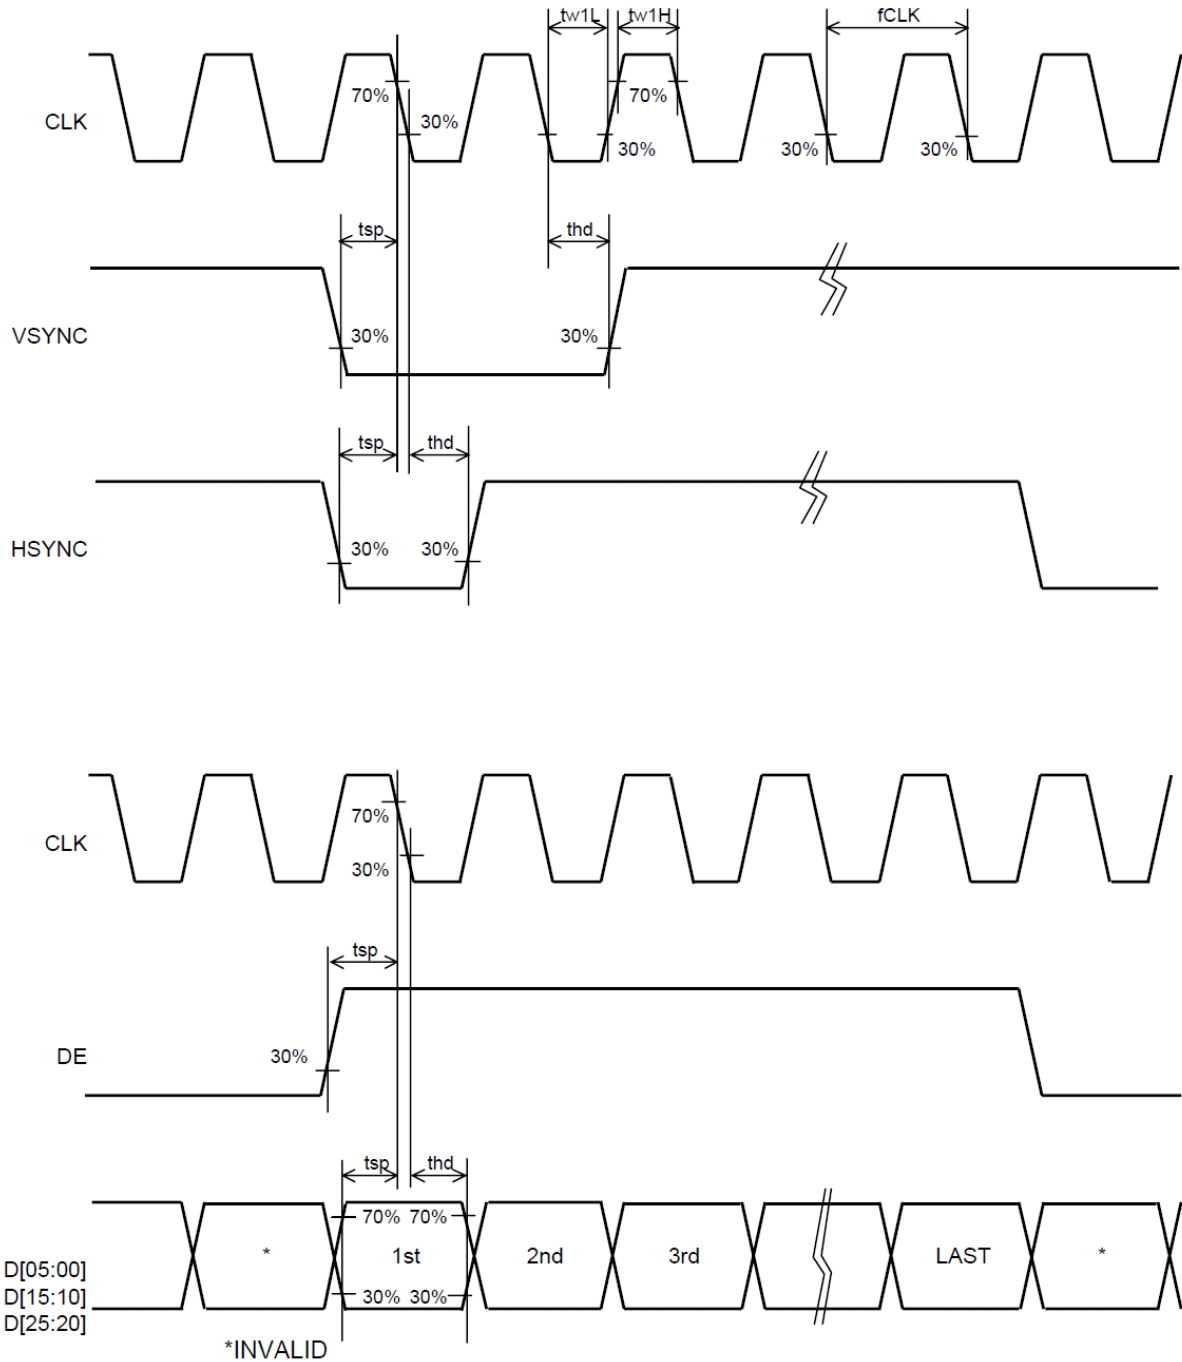 tw1L tw1H fCLK
70% 30% 70%
CLK
30% 30% 30%
tsp thd
VSYNC 30% 30%
tsp thd
HSYNC 30% 30%
70%
CLK
30%
tsp
DE 30%
tsp thd
70% 70%
* 1st 2nd 3rd LAST *
D[05:00]
D[15:10] 30% 30%
D[25:20]
*INVALID